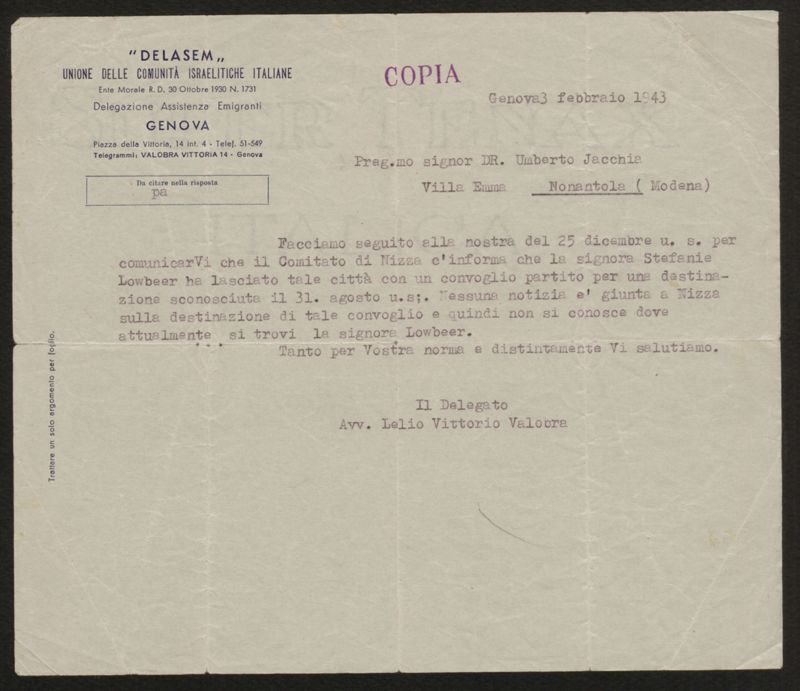 "DELASEM„
UNIONE DELLE COMUNITÀ ISRAELITICHE ITALIANE
Ente Morale R. D. 30 Ottobre 1930 N. 1731
Delegazione Assistenza Emigranti
GENOVA
Piazza della Vittoria, 14 int. 4 - Telef. 51-549
Telegrammi: VALOBRA VITTORIA 14 - Genova
Da citare nella risposta
pa
COPIA
Genova3 febbraio 1943
Preg.mo signor DR. Umberto Jacchia
Villa Emma Nonantola ( Modena)
Facciamo seguito alla nostra del 25 dicembre u. s. per
comunicarVi che il Comitato di Nizza c'informa che la signora Stefanie
Lowbeer ha lasciato tale città con un convoglio partito per una destina-
zione sconosciuta il 31. agosto u.s;. Nessuna notizia e' giunta a Nizza
sulla destinazione di tale convoglio e quindi non si conosce dove
attualmente si trovi la signora Lowbeer.
Tanto per Vostra norma e distintamente Vi salutiamo.
Il Delegato
Avv. Lelio Vittorio Valobra
Trattare un solo argomento per foglio.